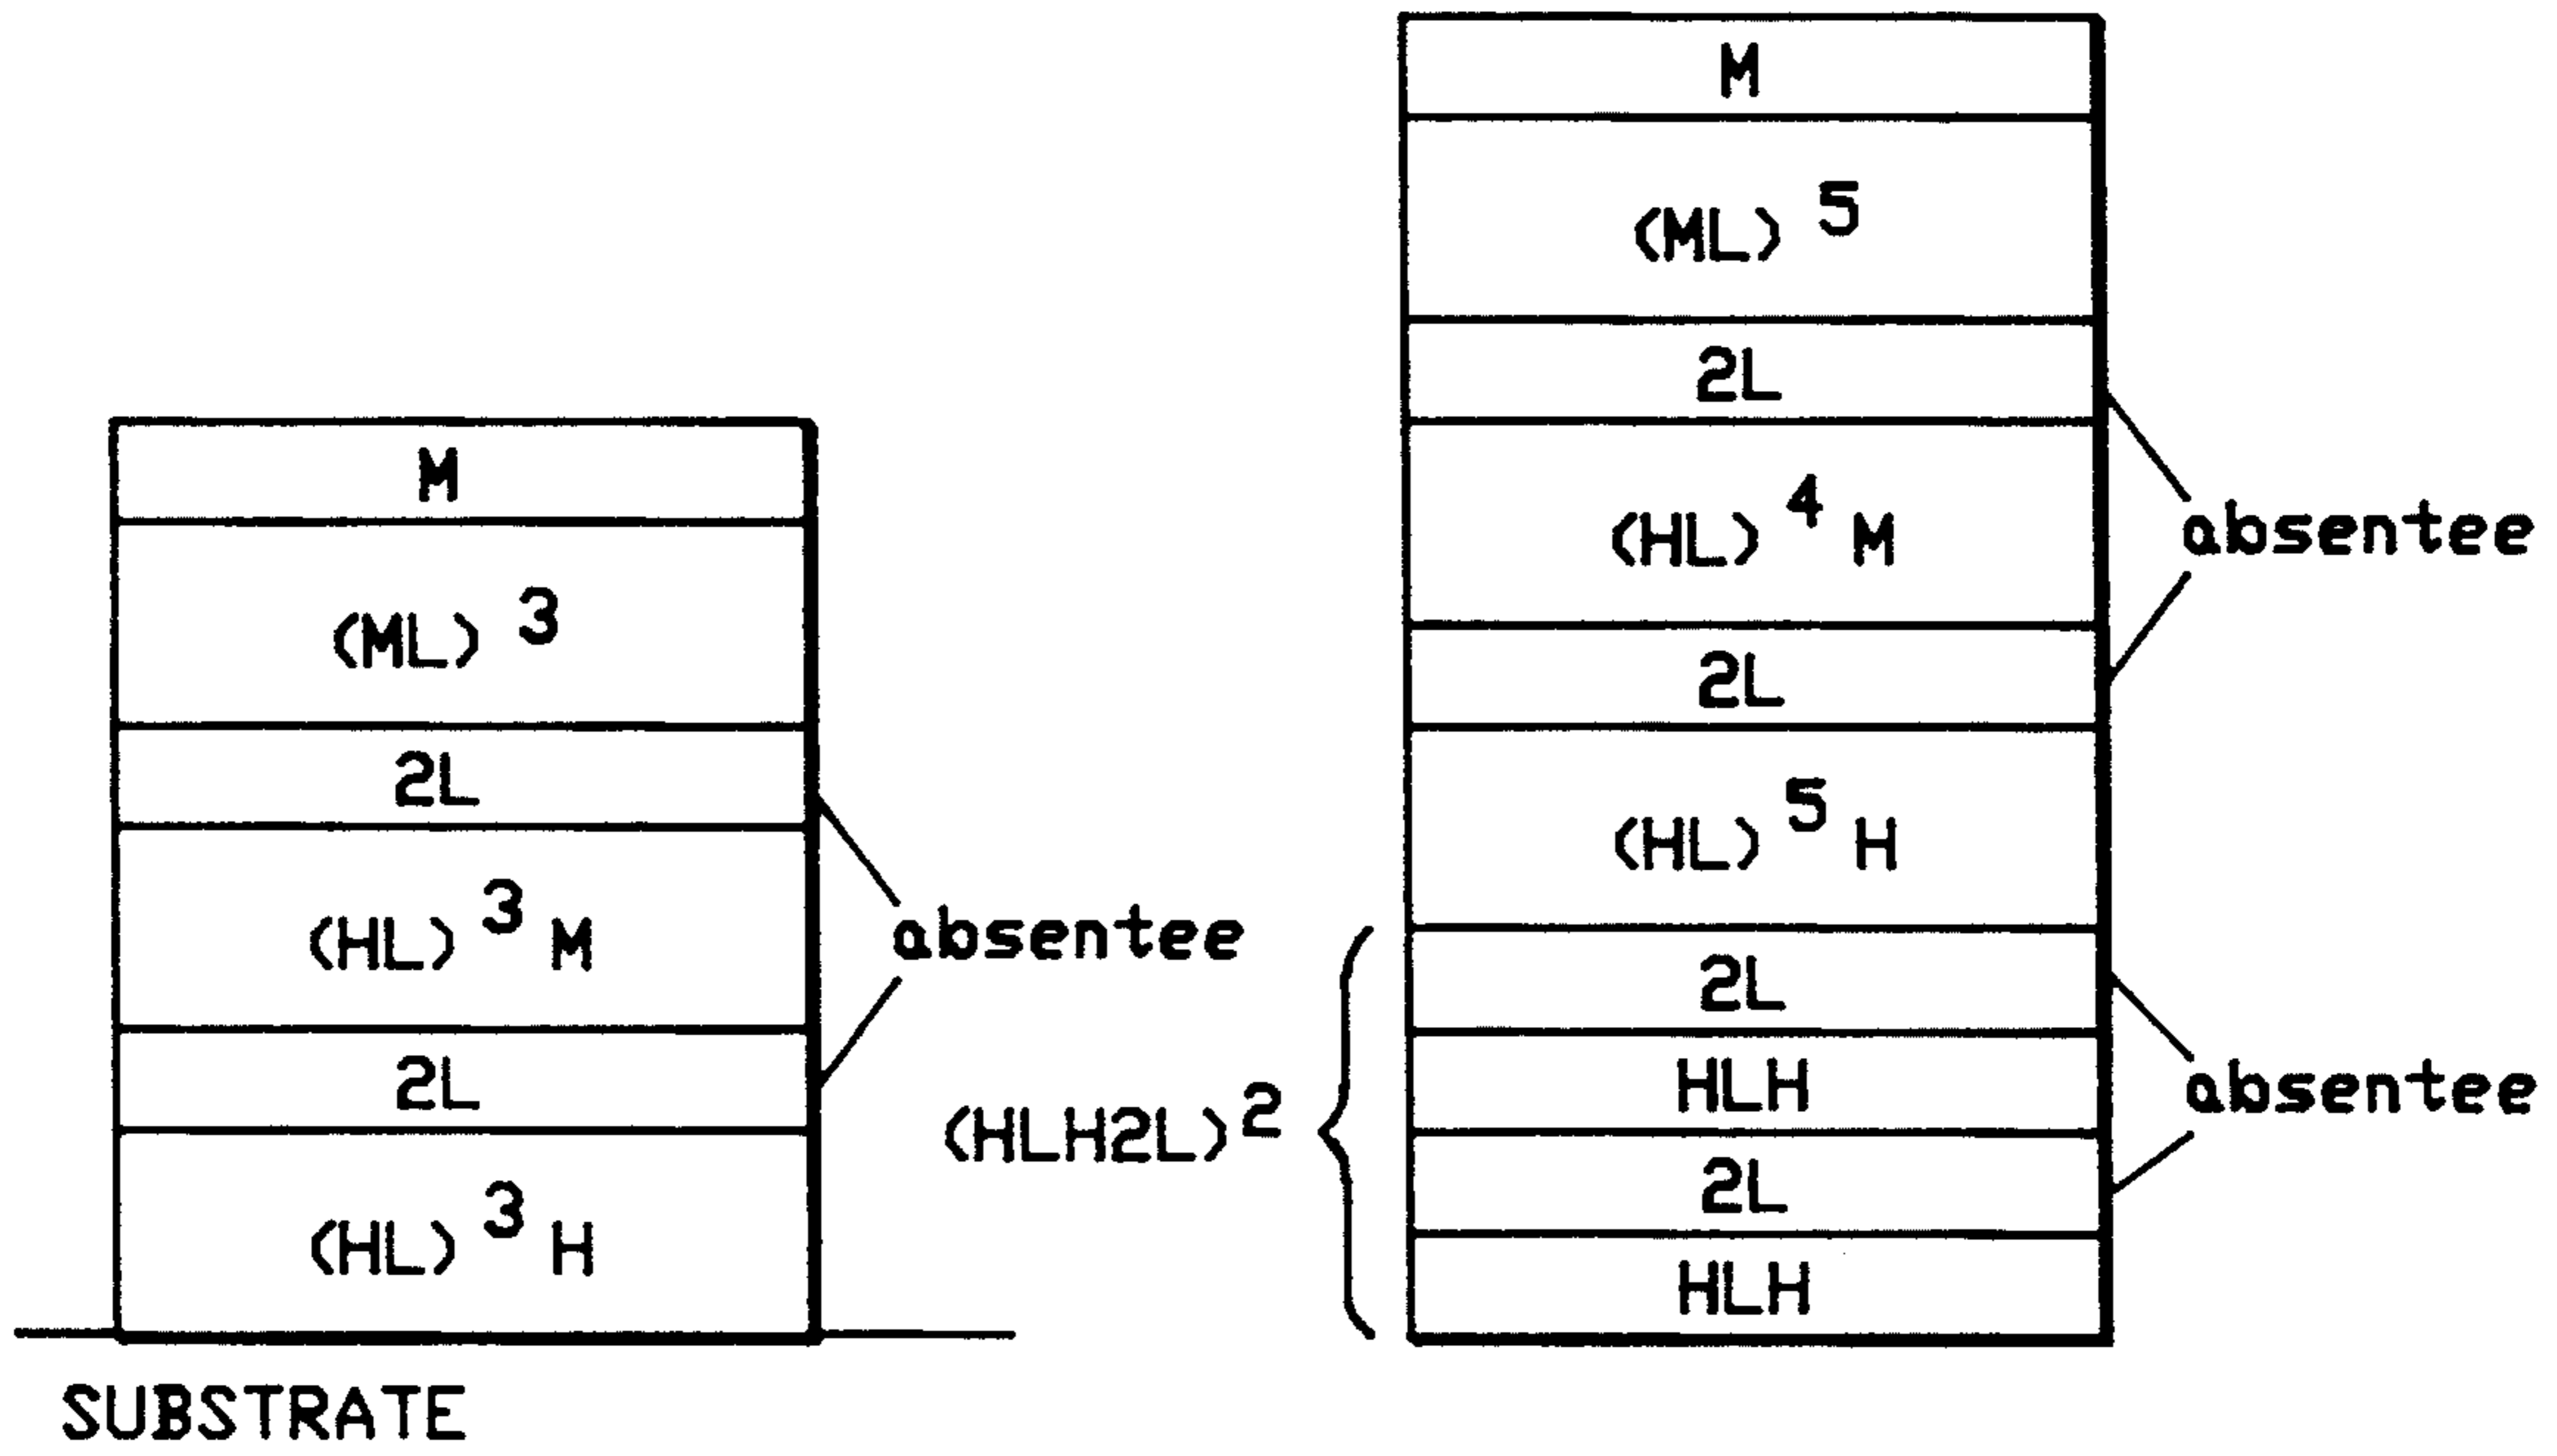 M
(ML)³
2L
(HL)³ M
2L
(HL)³ H
absentee
SUBSTRATE
M
(ML)⁵
2L
(HL)⁴ M
2L
(HL)⁵ H
2L
HLH
2L
HLH
absentee
absentee
(HLH2L)²